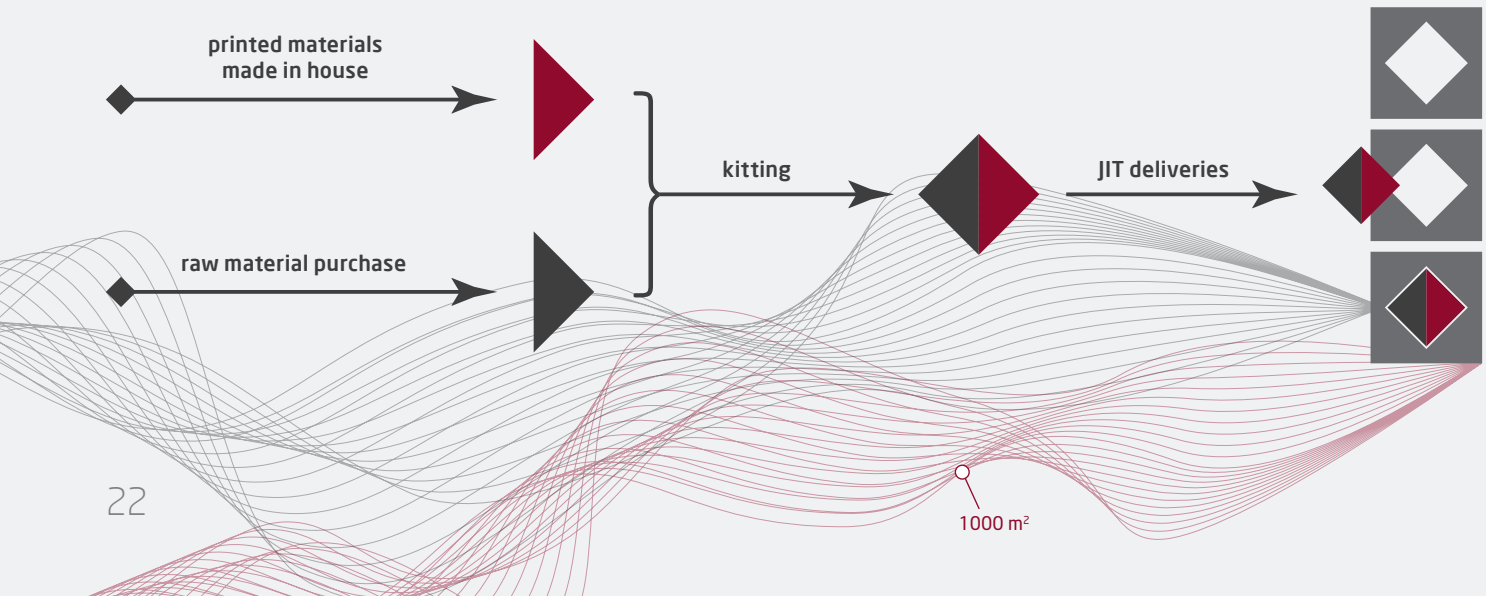 printed materials
made in house
kitting
JIT deliveries
raw material purchase
22
1000 m²